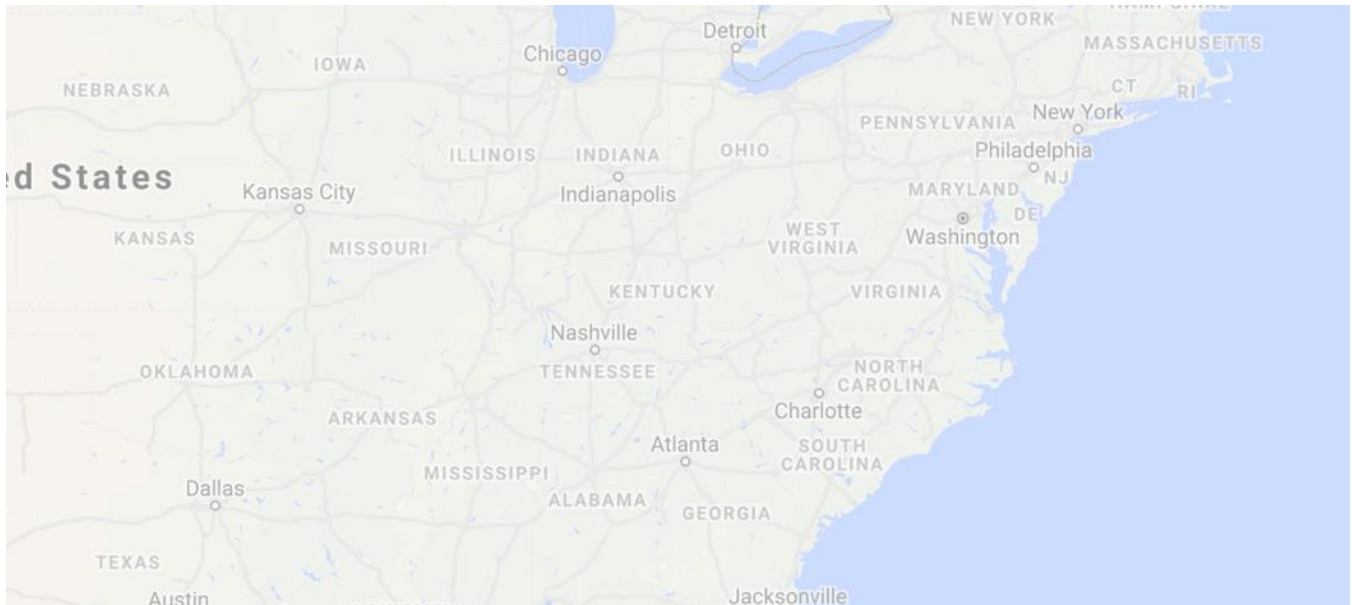 HAMPSHIRE
NEW YORK
Detroit
MASSACHUSETTS
Chicago
IOWA
NEBRASKA
CT
RI
New York
PENNSYLVANIA
Philadelphia
ILLINOIS
INDIANA
OHIO
ed States
NJ
Kansas City
Indianapolis
MARYLAND
DE
WEST
VIRGINIA
Washington
KANSAS
MISSOURI
KENTUCKY
VIRGINIA
Nashville
TENNESSEE
OKLAHOMA
NORTH
CAROLINA
Charlotte
ARKANSAS
Atlanta
SOUTH
CAROLINA
MISSISSIPPI
Dallas
ALABAMA
GEORGIA
TEXAS
Austin
Jacksonville